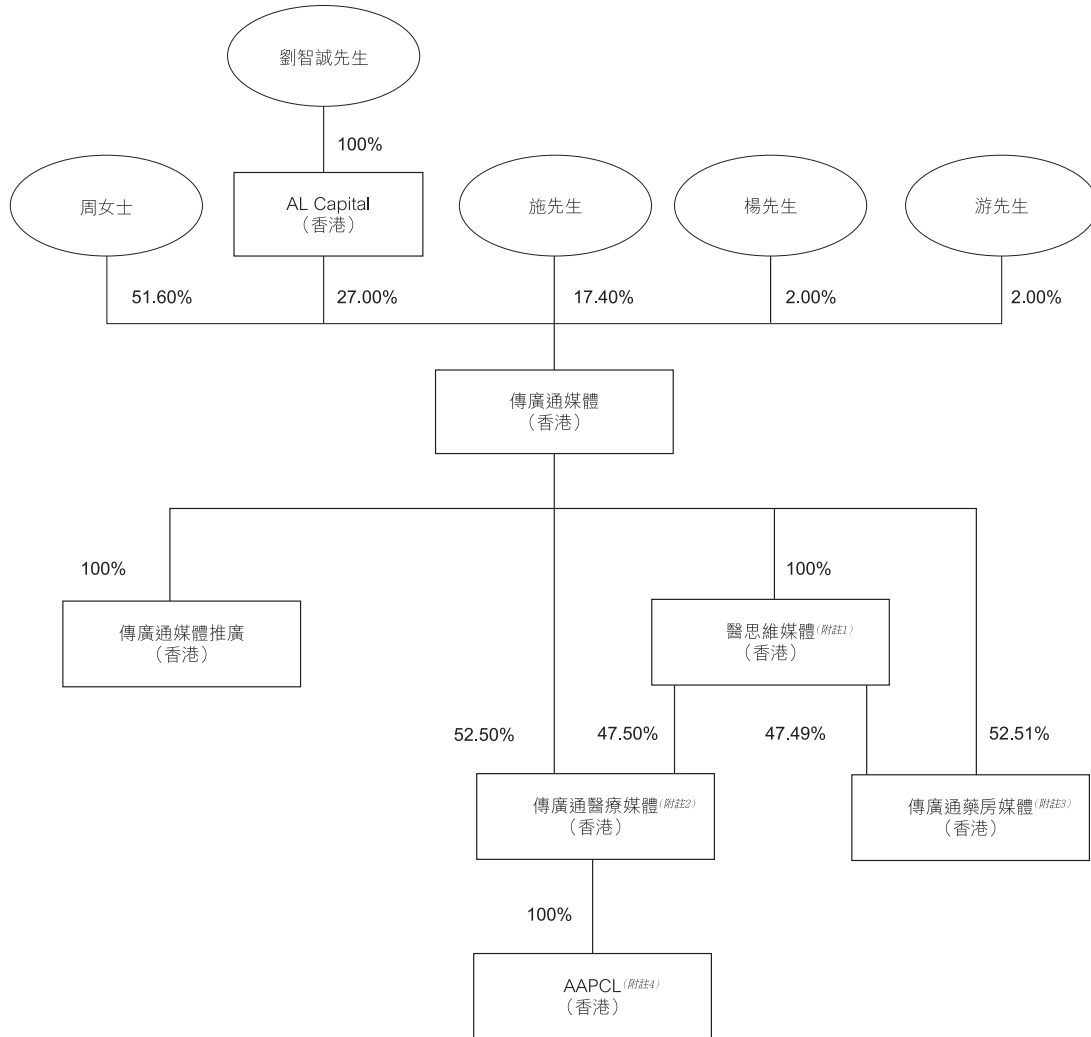 劉智誠先生
100%
周女士
AL Capital
（香港）
施先生
楊先生
游先生
51.60%
27.00%
17.40%
2.00%
2.00%
傳廣通媒體
（香港）
100%
100%
傳廣通媒體推廣
（香港）
醫思維媒體(附註1)
（香港）
52.50%
47.50%
47.49%
52.51%
傳廣通醫療媒體(附註2)
（香港）
傳廣通藥房媒體(附註3)
（香港）
100%
AAPCL(附註4)
（香港）